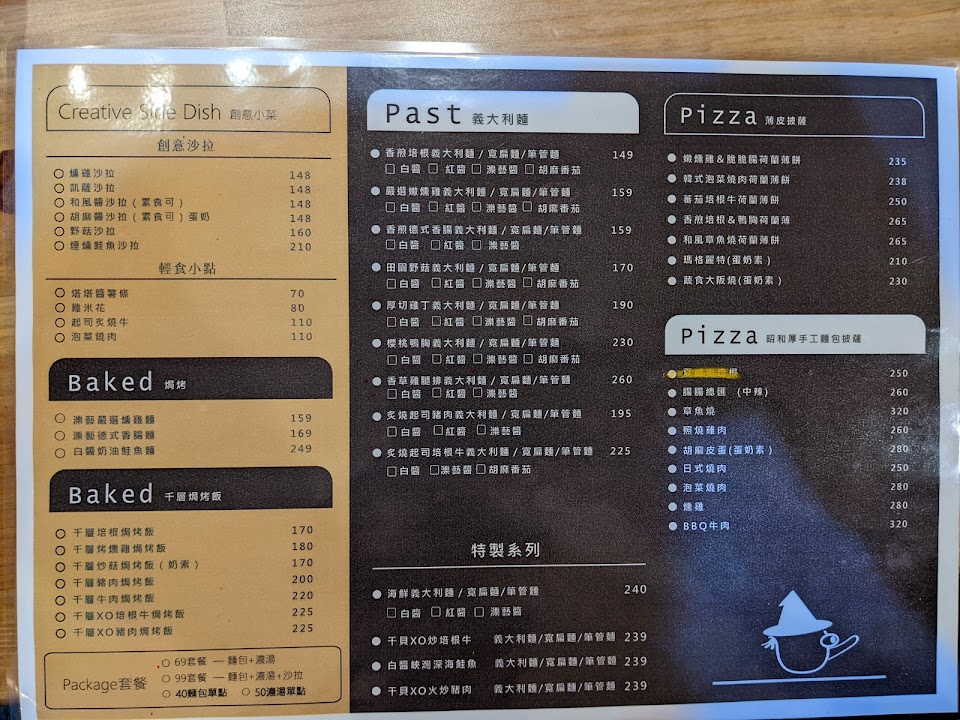 Creative Side Dish 創意小菜
創意沙拉
燻雞沙拉 148
凱薩沙拉 148
和風醬沙拉(素食可) 148
胡麻醬沙拉(素食可)蛋奶 148
野菇沙拉 160
煙燻鮭魚沙拉 210
輕食小點
塔塔醬薯條 70
雞米花 80
起司炙燒牛 110
泡菜燒肉 110
Baked 焗烤
濼藝嚴選燻雞麵 159
濼藝德式香腸麵 169
白醬奶油鮭魚麵 249
Baked 千層焗烤飯
千層培根焗烤飯 170
千層烤燻雞焗烤飯 180
千層炒菇焗烤飯(奶素) 170
千層豬肉焗烤飯 200
千層牛肉焗烤飯 220
千層XO培根牛焗烤飯 225
千層XO豬肉焗烤飯 225
Package套餐
69套餐 — 麵包+濃湯
99套餐 — 麵包+濃湯+沙拉
40麵包單點 50濃湯單點
Past 義大利麵
香煎培根義大利麵 / 寬扁麵/筆管麵 149
白醬 紅醬 濼藝醬 胡麻番茄
嚴選嫩燻雞義大利麵 / 寬扁麵/筆管麵 159
白醬 紅醬 濼藝醬 胡麻番茄
香煎德式香腸義大利麵 / 寬扁麵/筆管麵 159
白醬 紅醬 濼藝醬
田園野菇義大利麵 / 寬扁麵/筆管麵 170
白醬 紅醬 濼藝醬 胡麻番茄
厚切雞丁義大利麵 / 寬扁麵/筆管麵 190
白醬 紅醬 濼藝醬 胡麻番茄
櫻桃鴨胸義大利麵 / 寬扁麵/筆管麵 230
白醬 紅醬 濼藝醬 胡麻番茄
香草雞腿排義大利麵 / 寬扁麵/筆管麵 260
白醬 紅醬 濼藝醬
炙燒起司豬肉義大利麵 / 寬扁麵/筆管麵 195
白醬 紅醬 濼藝醬
炙燒起司培根牛義大利麵 / 寬扁麵/筆管麵 225
白醬 濼藝醬 胡麻番茄
特製系列
海鮮義大利麵 / 寬扁麵/筆管麵 240
白醬 紅醬 濼藝醬
干貝XO炒培根牛 義大利麵/寬扁麵/筆管麵 239
白醬峽灣深海鮭魚 義大利麵/寬扁麵/筆管麵 239
干貝XO火炒豬肉 義大利麵/寬扁麵/筆管麵 239
Pizza 薄皮披薩
嫩燻雞＆脆脆腸荷蘭薄餅 235
韓式泡菜燒肉荷蘭薄餅 238
蕃茄培根牛荷蘭薄餅 250
香煎培根＆鴨胸荷蘭薄 265
和風章魚燒荷蘭薄餅 265
瑪格麗特(蛋奶素) 210
蔬食大阪燒(蛋奶素) 230
Pizza 昭和厚手工麵包披薩
根 250
腸腸總匯 (中辣) 260
章魚燒 320
照燒雞肉 260
胡麻皮蛋(蛋奶素) 280
日式燒肉 250
泡菜燒肉 280
燻雞 280
BBQ牛肉 320